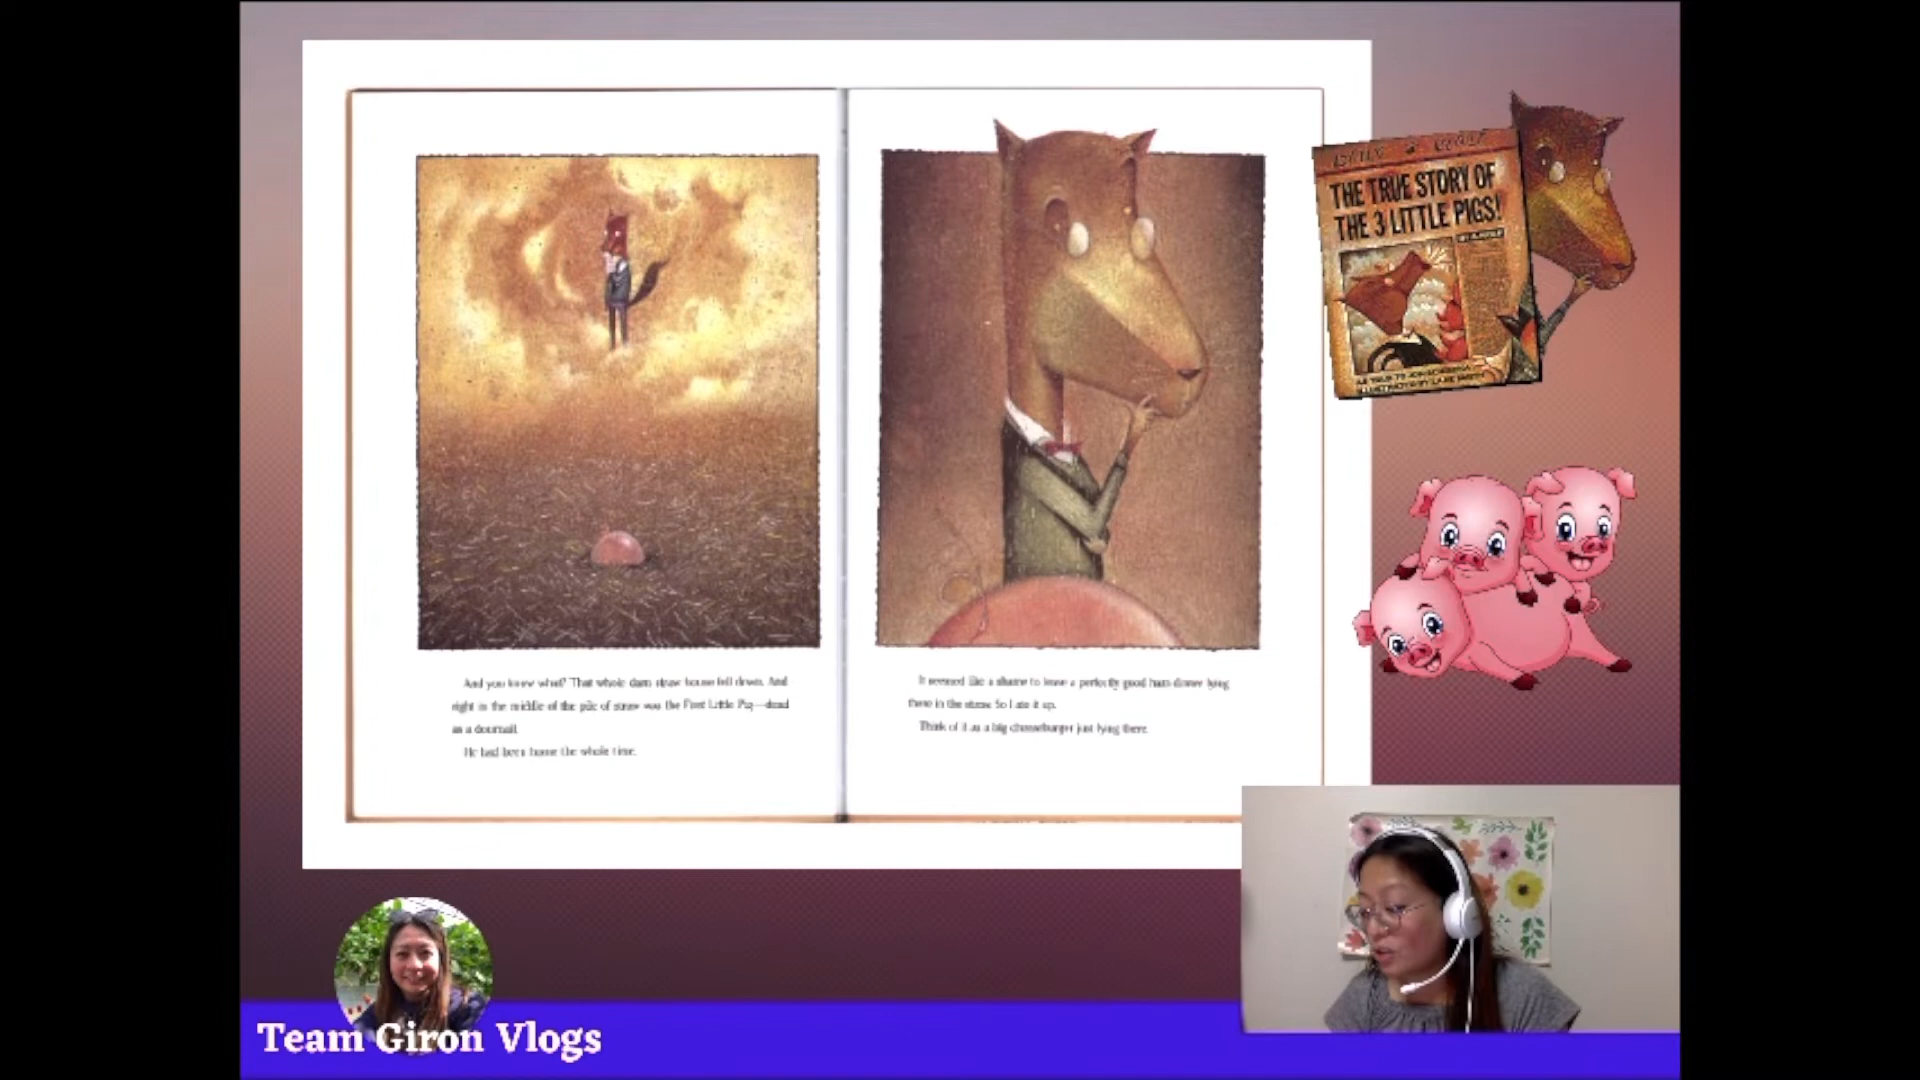 And you know what? That whole darn straw house fell down. And
right in the middle of the pile of straw was the First Little Pig—dead
as a doornail.
He had been home the whole time.
It seemed like a shame to leave a perfectly good ham dinner lying
there in the straw. So I ate it up.
Think of it as a big cheeseburger just lying there.
THE TRUE STORY OF
THE 3 LITTLE PIGS!
Team Giron Vlogs